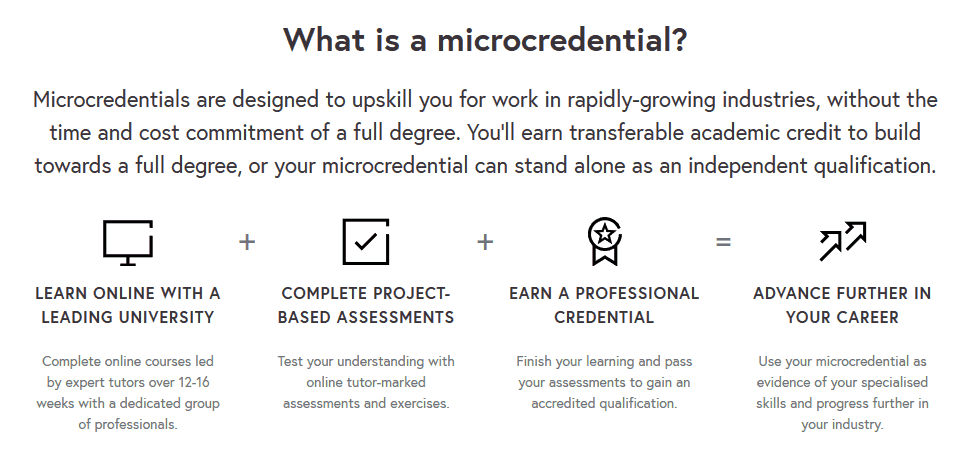 What is a microcredential?
Microcredentials are designed to upskill you for work in rapidly-growing industries, without the
time and cost commitment of a full degree. You'll earn transferable academic credit to build
towards a full degree, or your microcredential can stand alone as an independent qualification.
+
+
=
LEARN ONLINE WITH A
LEADING UNIVERSITY
Complete online courses led
by expert tutors over 12-16
weeks with a dedicated group
of professionals.
COMPLETE PROJECT-
BASED ASSESSMENTS
Test your understanding with
online tutor-marked
assessments and exercises.
EARN A PROFESSIONAL
CREDENTIAL
Finish your learning and pass
your assessments to gain an
accredited qualification.
ADVANCE FURTHER IN
YOUR CAREER
Use your microcredential as
evidence of your specialised
skills and progress further in
your industry.